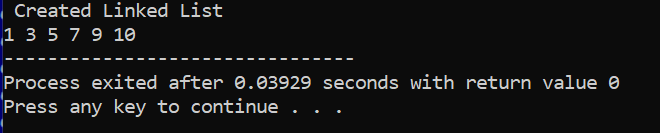 Created Linked List
1 3 5 7 9 10
--------------------------------
Process exited after 0.03929 seconds with return value 0
Press any key to continue . . .